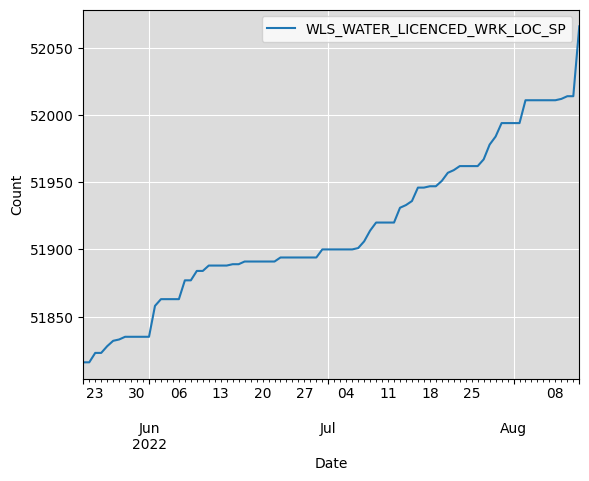 WLS_WATER_LICENCED_WRK_LOC_SP
52050
52000
51950
51900
51850
Count
23 30 06 13 20 27 04 11 18 25 08
Jun Jul Aug
2022
Date